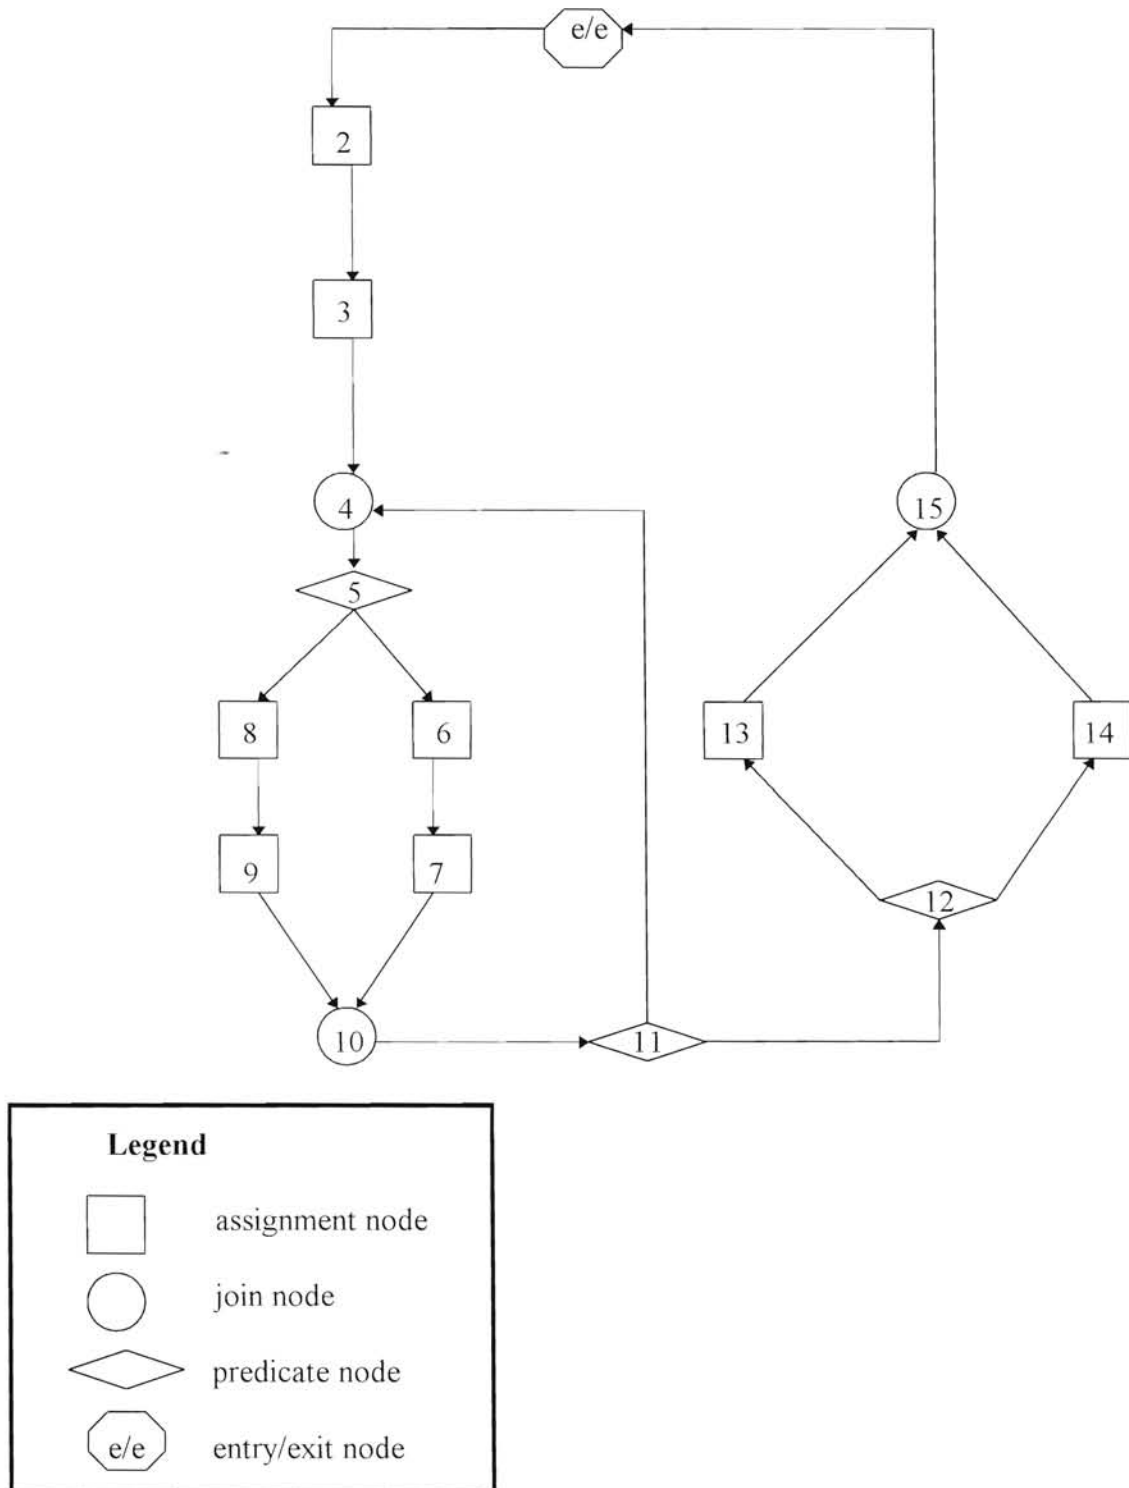 e/e
2
3
4
15
5
8
6
13
14
9
7
12
10
11
Legend
assignment node
join node
predicate node
e/e
entry/exit node